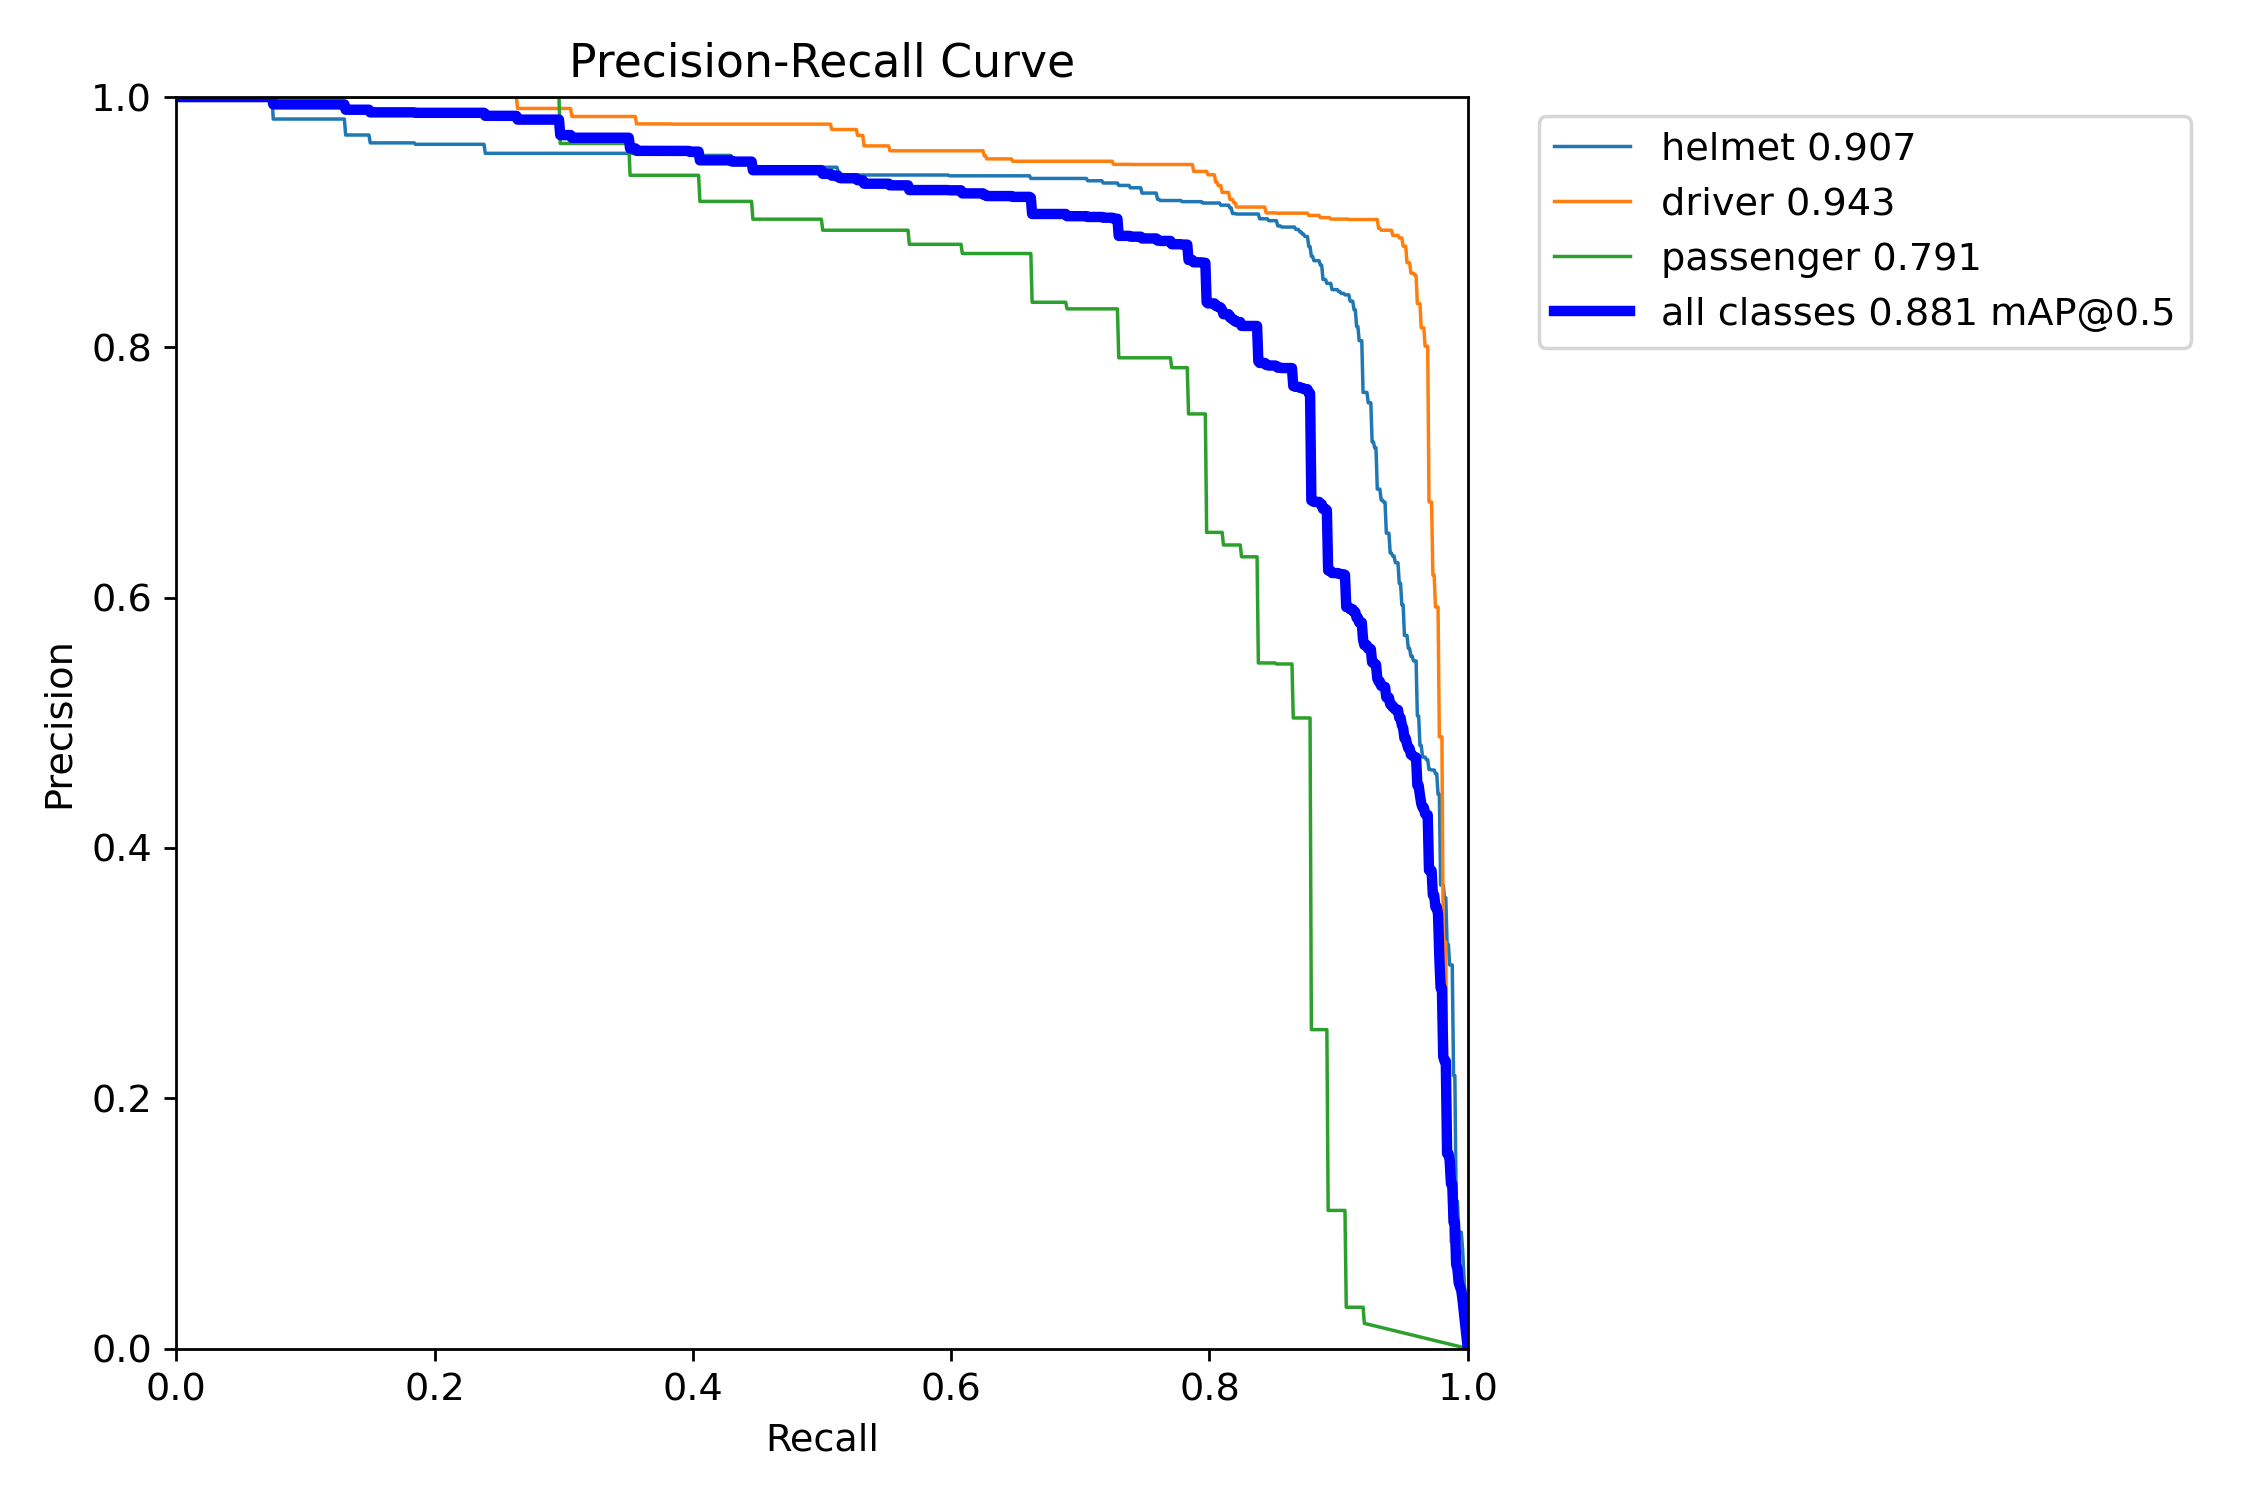 Precision-Recall Curve
helmet 0.907
driver 0.943
passenger 0.791
all classes 0.881 mAP@0.5
Precision
1.0
0.8
0.6
0.4
0.2
0.0
0.0 0.2 0.4 0.6 0.8 1.0
Recall